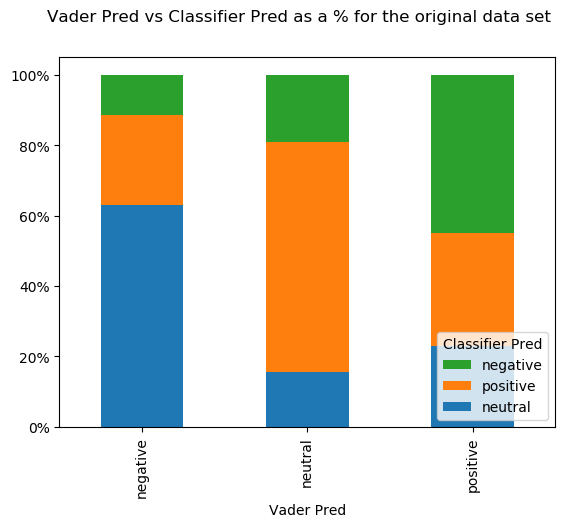 Vader Pred vs Classifier Pred as a % for the original data set
100%
80%
60%
40%
20%
0%
Classifier Pred
negative
positive
neutral
negative
neutral
positive
Vader Pred